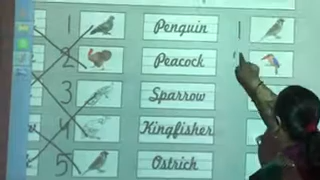 1 Penguin 1
2 Peacock
3 Sparrow
4 Kingfisher
5 Ostrich